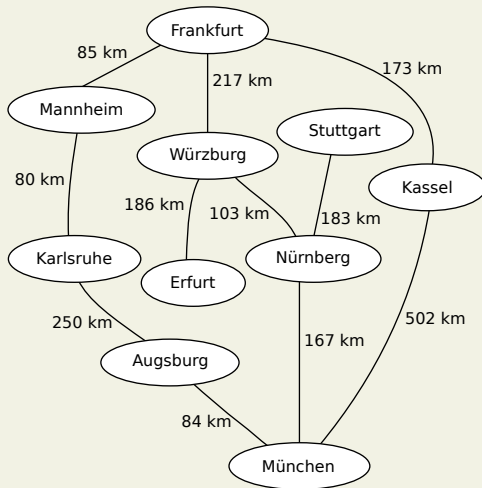 Frankfurt
85 km
173 km
217 km
Mannheim
Stuttgart
Würzburg
80 km
Kassel
186 km
103 km
183 km
Karlsruhe
Nürnberg
Erfurt
250 km
502 km
167 km
Augsburg
84 km
München